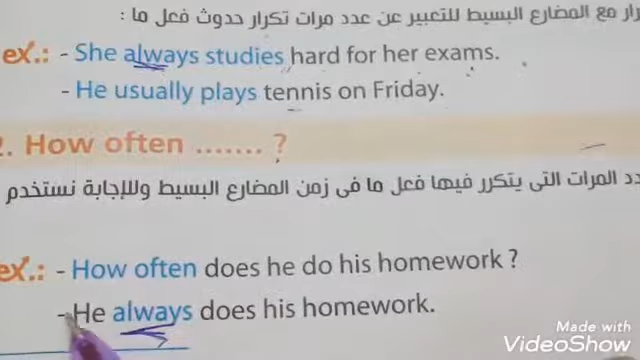 رار مع المضارع البسيط للتعبير عن عدد مرات تكرار حدوث فعل ما :
ex.: - She always studies hard for her exams.
- He usually plays tennis on Friday.
2. How often ....... ?
دد المرات التى يتكرر فيها فعل ما فى زمن المضارع البسيط وللإجابة نستخدم
ex.: - How often does he do his homework ?
- He always does his homework.
Made With
VideoShow